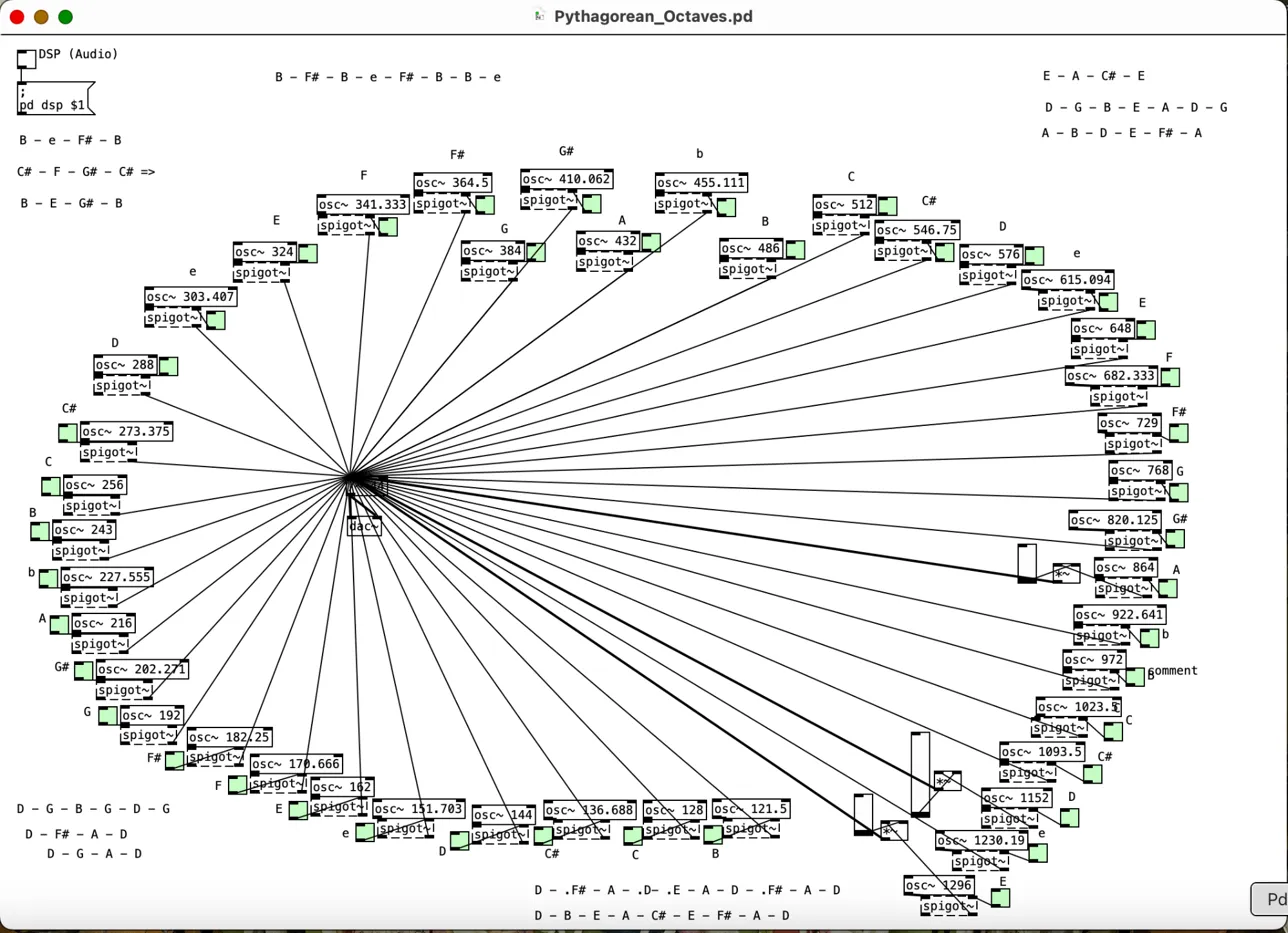 Pythagorean_Octaves.pd
DSP (Audio)
;
pd dsp $1
B - F# - B - e - F# - B - B - e
E - A - C# - E
D - G - B - E - A - D - G
A - B - D - E - F# - A
B - e - F# - B
C# - F - G# - C# =>
B - E - G# - B
F#
osc~ 364.5
spigot~
G#
osc~ 410.062
spigot~
b
osc~ 455.111
spigot~
F
osc~ 341.333
spigot~
C
osc~ 512
spigot~
E
osc~ 324
spigot~
G
osc~ 384
spigot~
A
osc~ 432
spigot~
B
osc~ 486
spigot~
C#
osc~ 546.75
spigot~
D
osc~ 576
spigot~
e
osc~ 615.094
spigot~
e
osc~ 303.407
spigot~
E
osc~ 648
spigot~
D
osc~ 288
spigot~
F
osc~ 682.333
spigot~
C#
osc~ 273.375
spigot~
F#
osc~ 729
spigot~
C
osc~ 256
spigot~
G
osc~ 768
spigot~
B
osc~ 243
spigot~
G#
osc~ 820.125
spigot~
dac~
b
osc~ 227.555
spigot~
*~
A
osc~ 864
spigot~
A
osc~ 216
spigot~
b
osc~ 922.641
spigot~
G#
osc~ 202.271
spigot~
B
osc~ 972
spigot~
comment
G
osc~ 192
spigot~
C
osc~ 1023.5
spigot~
C
F#
osc~ 182.25
spigot~
C#
osc~ 1093.5
spigot~
F
osc~ 170.666
spigot~
*~
D
osc~ 1152
spigot~
E
osc~ 162
spigot~
e
osc~ 151.703
spigot~
D
osc~ 144
spigot~
C#
osc~ 136.688
spigot~
C
osc~ 128
spigot~
B
osc~ 121.5
spigot~
*~
e
osc~ 1230.19
spigot~
E
osc~ 1296
spigot~
D - G - B - G - D - G
D - F# - A - D
D - G - A - D
D - .F# - A - .D- .E - A - D - .F# - A - D
D - B - E - A - C# - E - F# - A - D
Pd